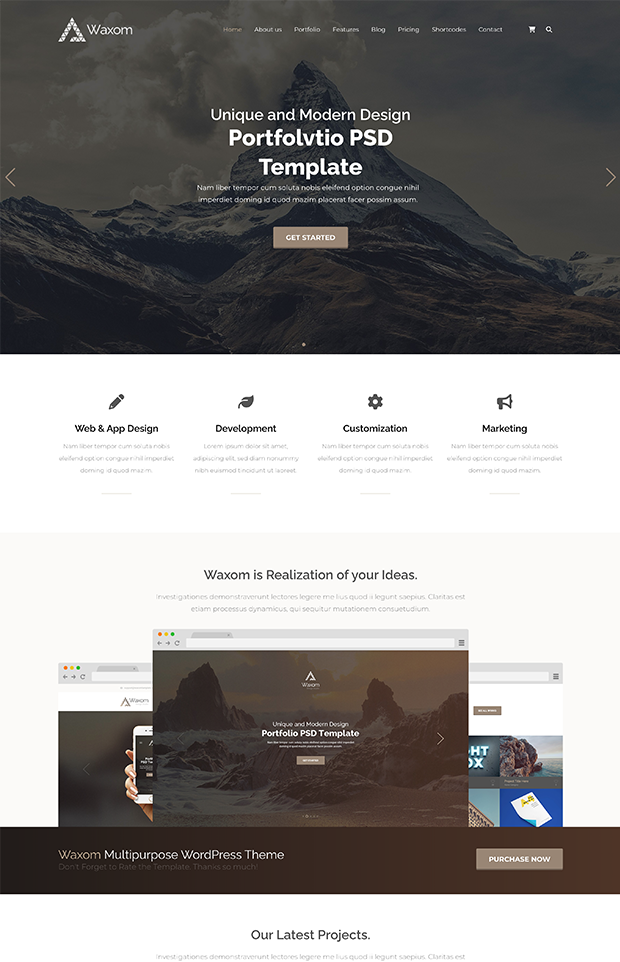 Waxom
Home About us Portfolio Features Blog Pricing Shortcodes Contact
Unique and Modern Design
Portfolvtio PSD
Template
Nam liber tempor cum soluta nobis eleifend option congue nihil
imperdiet doming id quod mazim placerat facer possim assum.
GET STARTED
Web & App Design
Nam liber tempor cum soluta nobis
eleifend option congue nihil imperdiet
doming id quod mazim
Development
Lorem ipsum dolor sit amet,
adipiscing elit, sed diam nonummy
nibh euismod tincidunt ut laoreet
Customization
Nam liber tempor cum soluta nobis
eleifend option congue nihil imperdiet
doming id quod mazim.
Marketing
Nam liber tempor cum soluta nobis
eleifend option congue nihil imperdiet
doming id quod mazim.
Waxom is Realization of your Ideas.
Investigationes demonstraverunt lectores legere me lius quod ii legunt saepius. Claritas est
etiam processus dynamicus, qui sequitur mutationem consuetudium.
Waxom
Waxom
Unique and Modern Design
Portfolio PSD Template
GET STARTED
Waxom Multipurpose WordPress Theme
Don't Forget to Rate the Template. Thanks so much!
PURCHASE NOW
Our Latest Projects.
Investigationes demonstraverunt lectores legere me lius quod ii legunt saepius. Claritas est